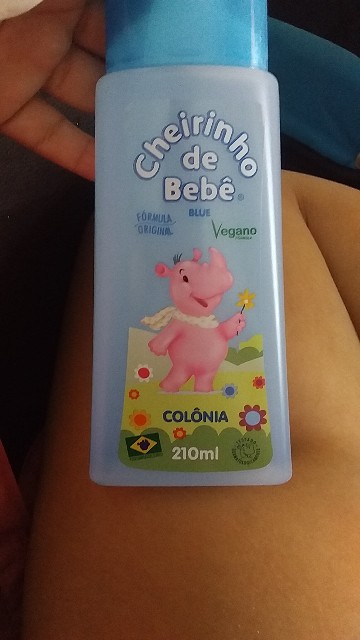 Cheirinho
de
Bebê®
BLUE
FÓRMULA
ORIGINAL
Vegano
COLÔNIA
210ml